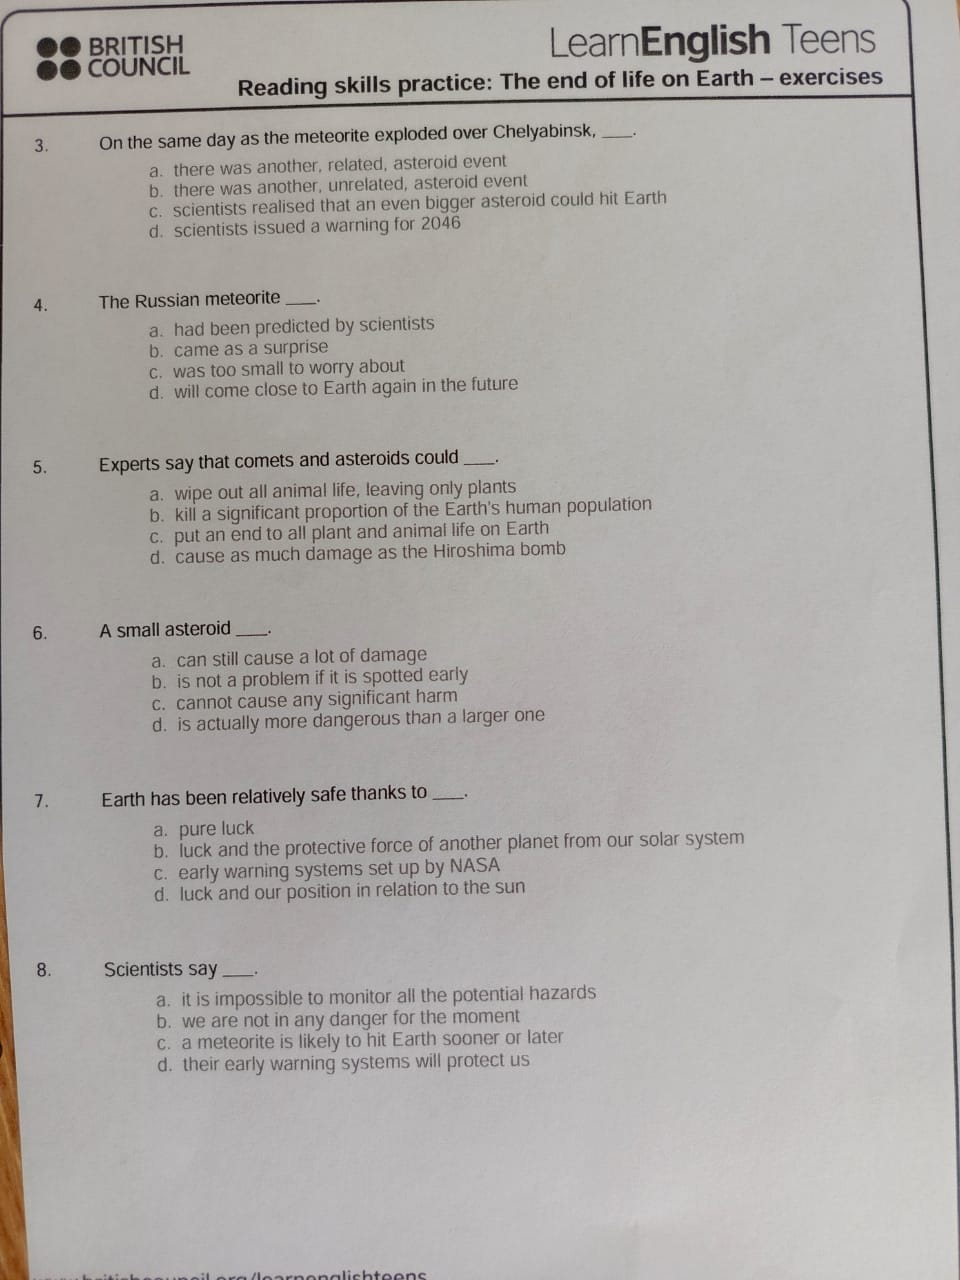 BRITISH
COUNCIL
LearnEnglish Teens
Reading skills practice: The end of life on Earth – exercises
3. On the same day as the meteorite exploded over Chelyabinsk, ____.
a. there was another, related, asteroid event
b. there was another, unrelated, asteroid event
c. scientists realised that an even bigger asteroid could hit Earth
d. scientists issued a warning for 2046
4. The Russian meteorite ____.
a. had been predicted by scientists
b. came as a surprise
c. was too small to worry about
d. will come close to Earth again in the future
5. Experts say that comets and asteroids could ____.
a. wipe out all animal life, leaving only plants
b. kill a significant proportion of the Earth's human population
c. put an end to all plant and animal life on Earth
d. cause as much damage as the Hiroshima bomb
6. A small asteroid ____.
a. can still cause a lot of damage
b. is not a problem if it is spotted early
c. cannot cause any significant harm
d. is actually more dangerous than a larger one
7. Earth has been relatively safe thanks to ____.
a. pure luck
b. luck and the protective force of another planet from our solar system
c. early warning systems set up by NASA
d. luck and our position in relation to the sun
8. Scientists say ____.
a. it is impossible to monitor all the potential hazards
b. we are not in any danger for the moment
c. a meteorite is likely to hit Earth sooner or later
d. their early warning systems will protect us
britishcouncil.org/learnenglishteens